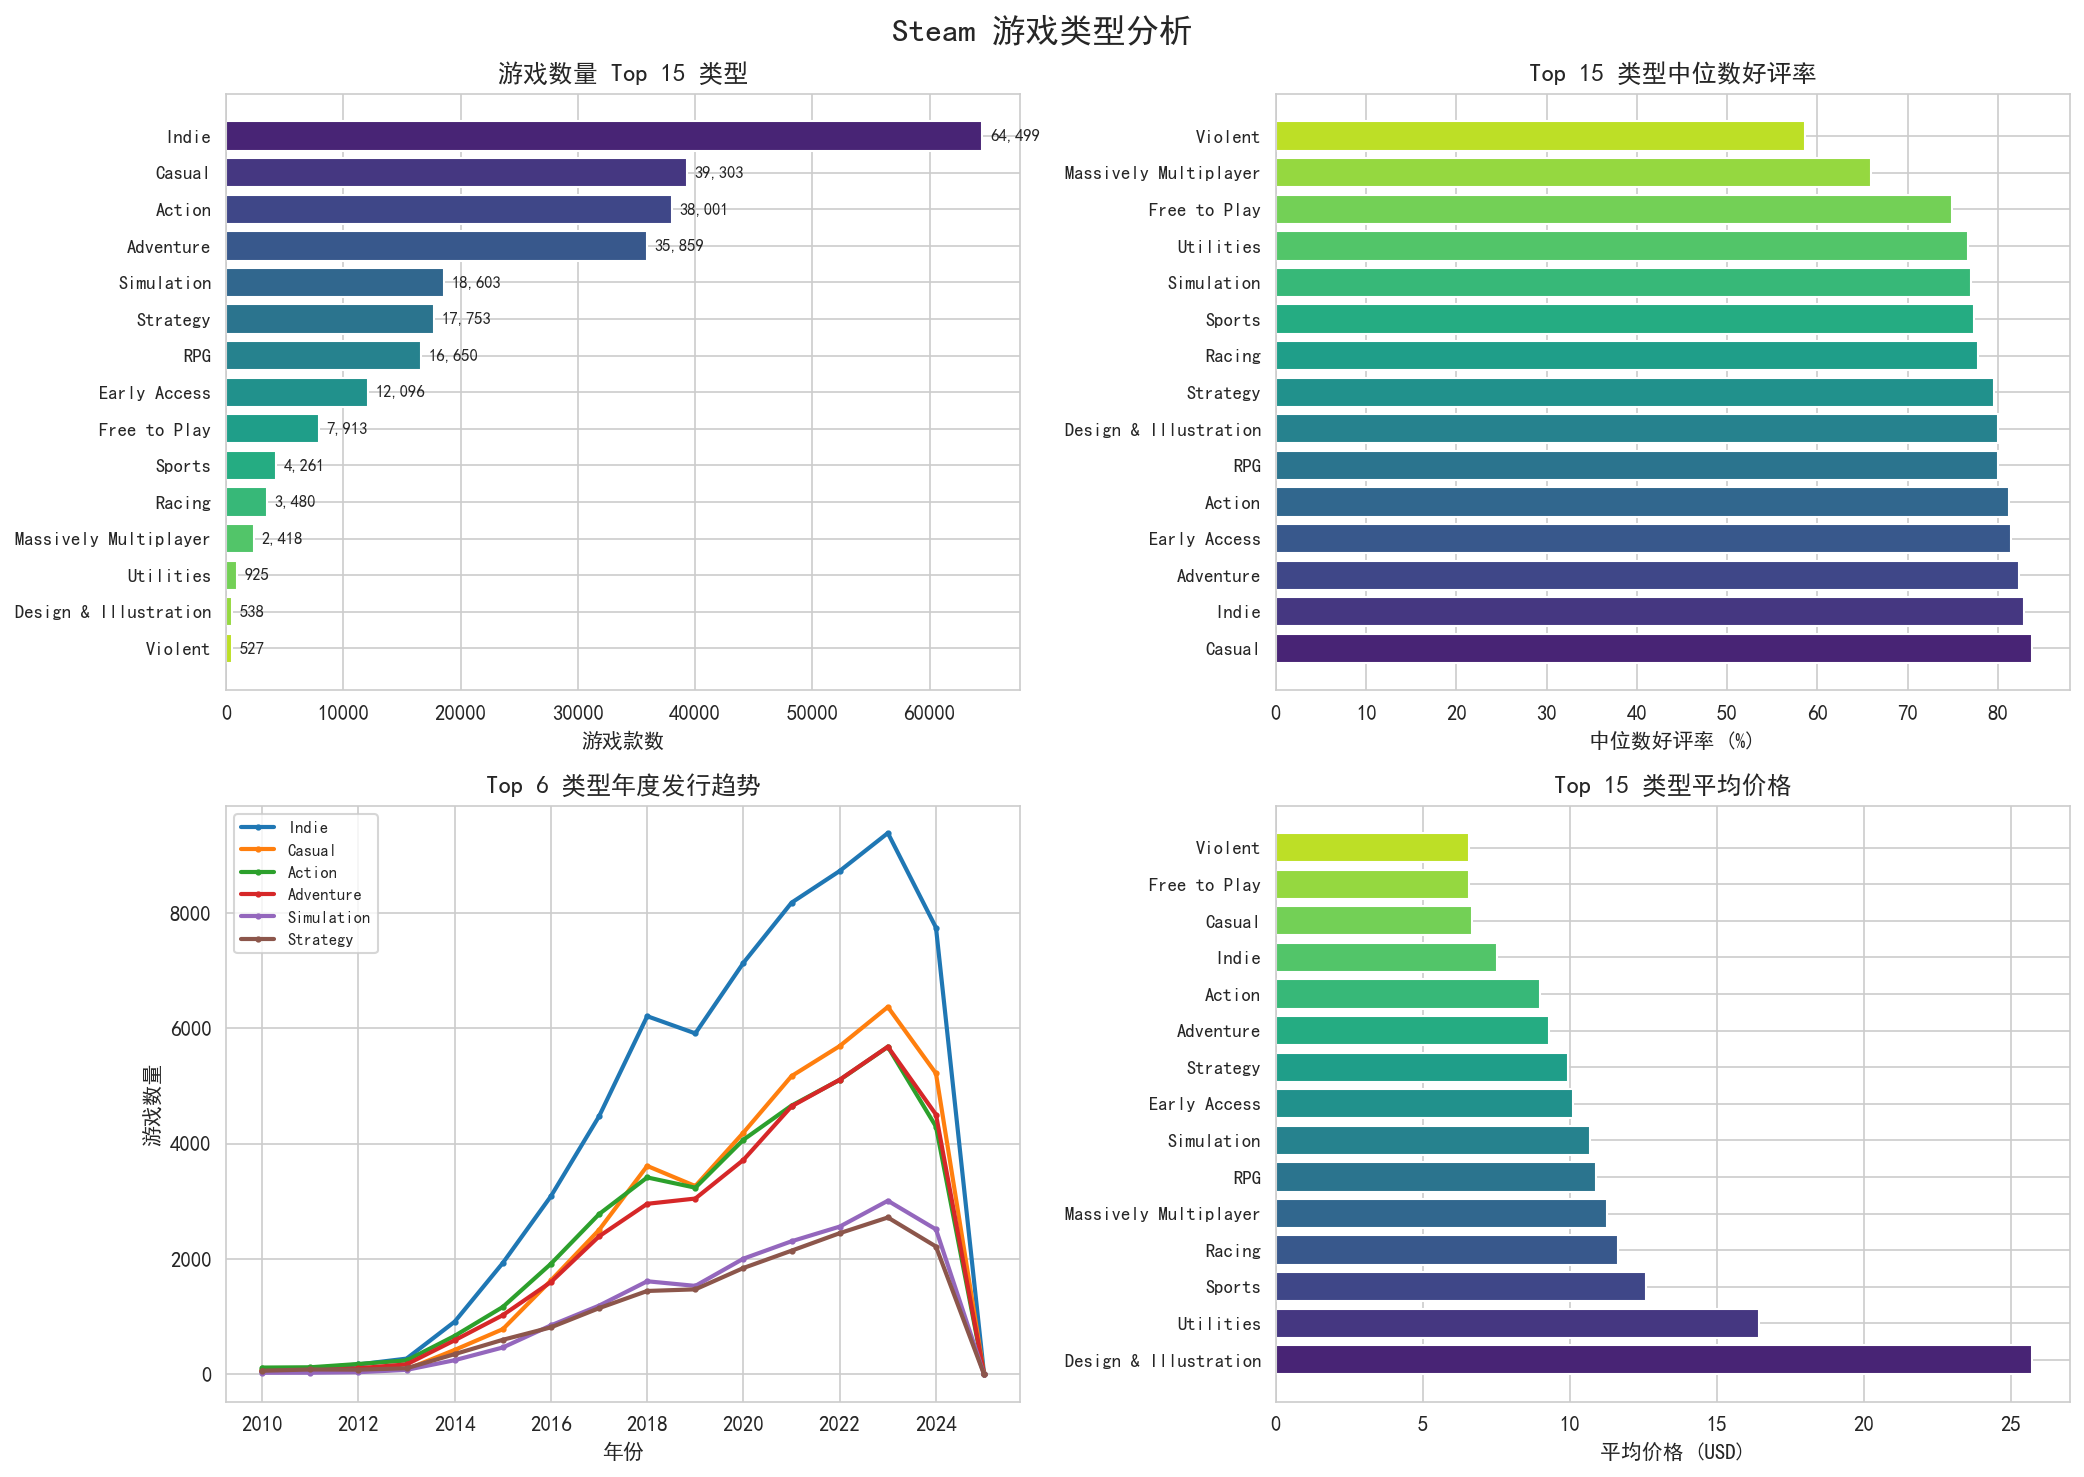 Steam 游戏类型分析
游戏数量 Top 15 类型
Indie
64,499
Casual
39,303
Action
38,001
Adventure
35,859
Simulation
18,603
Strategy
17,753
RPG
16,650
Early Access
12,096
Free to Play
7,913
Sports
4,261
Racing
3,480
Massively Multiplayer
2,418
Utilities
925
Design & Illustration
538
Violent
527
0 10000 20000 30000 40000 50000 60000
游戏款数
Top 15 类型中位数好评率
Violent
Massively Multiplayer
Free to Play
Utilities
Simulation
Sports
Racing
Strategy
Design & Illustration
RPG
Action
Early Access
Adventure
Indie
Casual
0 10 20 30 40 50 60 70 80
中位数好评率 (%)
Top 6 类型年度发行趋势
Indie
Casual
Action
Adventure
Simulation
Strategy
8000
6000
4000
2000
0
游戏数量
2010 2012 2014 2016 2018 2020 2022 2024
年份
Top 15 类型平均价格
Violent
Free to Play
Casual
Indie
Action
Adventure
Strategy
Early Access
Simulation
RPG
Massively Multiplayer
Racing
Sports
Utilities
Design & Illustration
0 5 10 15 20 25
平均价格 (USD)